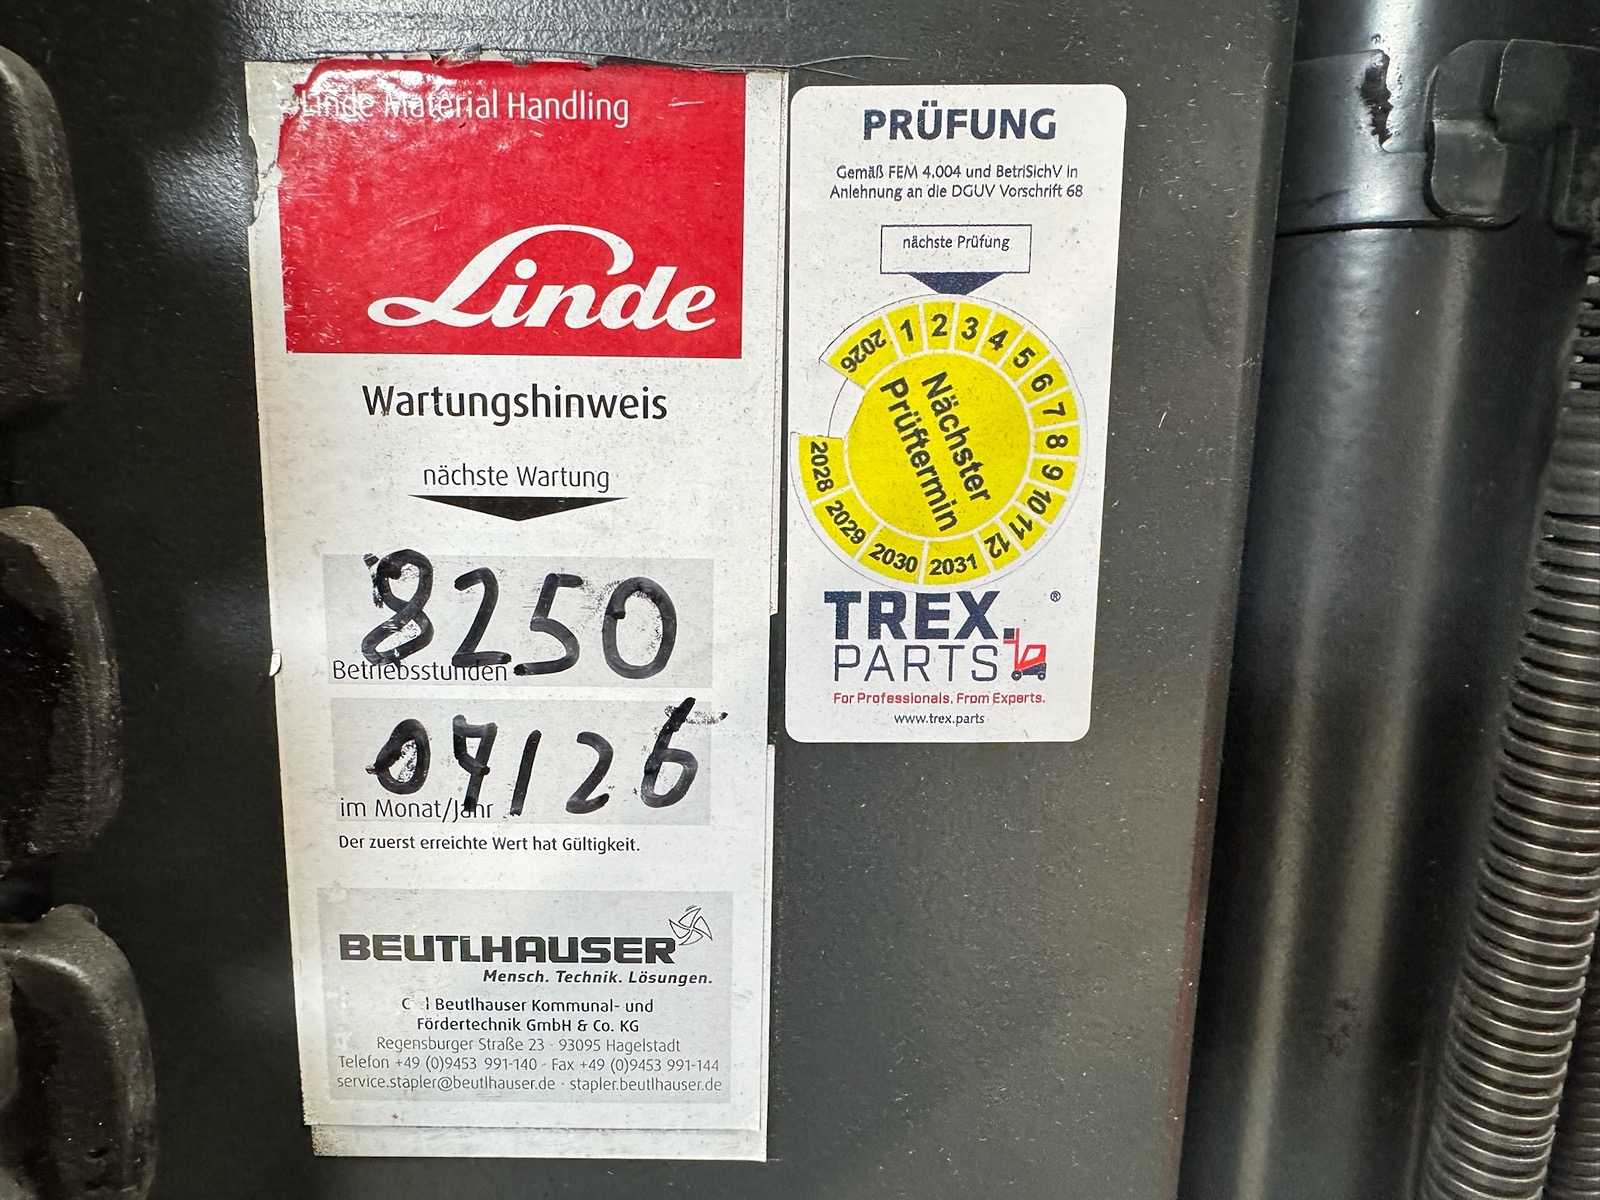 Linde Material Handling
Linde
Wartungshinweis
nächste Wartung
8250
Betriebsstunden
04/26
im Monat/Jahr
Der zuerst erreichte Wert hat Gültigkeit.
BEUTLHAUSER
Mensch. Technik. Lösungen.
Beutlhauser Kommunal- und
Fördertechnik GmbH & Co. KG
Regensburger Straße 23 · 93095 Hagelstadt
Telefon +49 (0)9453 991-140 · Fax +49 (0)9453 991-144
service.stapler@beutlhauser.de · stapler.beutlhauser.de
PRÜFUNG
Gemäß FEM 4.004 und BetrSichV in
Anlehnung an die DGUV Vorschrift 68
nächste Prüfung
2026 1 2 3 4 5 6 7 8 9 10 11 12 2031 2030 2029 2028
Nächster
Prüftermin
TREX.®
PARTS
For Professionals. From Experts.
www.trex.parts